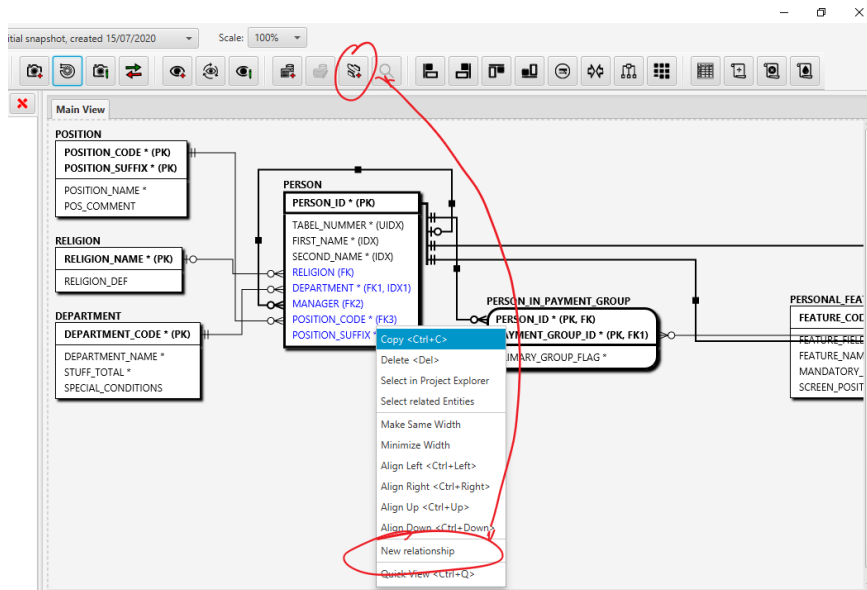 itial snapshot, created 15/07/2020
Scale: 100%
Main View
POSITION
POSITION_CODE * (PK)
POSITION_SUFFIX * (PK)
POSITION_NAME *
POS_COMMENT
RELIGION
RELIGION_NAME * (PK)
RELIGION_DEF
DEPARTMENT
DEPARTMENT_CODE * (PK)
DEPARTMENT_NAME *
STUFF_TOTAL *
SPECIAL_CONDITIONS
PERSON
PERSON_ID * (PK)
TABEL_NUMMER * (UIDX)
FIRST_NAME * (IDX)
SECOND_NAME * (IDX)
RELIGION (FK)
DEPARTMENT * (FK1, IDX1)
MANAGER (FK2)
POSITION_CODE * (FK3)
POSITION_SUFFIX *
Copy <Ctrl+C>
Delete <Del>
Select in Project Explorer
Select related Entities
Make Same Width
Minimize Width
Align Left <Ctrl+Left>
Align Right <Ctrl+Right>
Align Up <Ctrl+Up>
Align Down <Ctrl+Down>
New relationship
Quick View <Ctrl+Q>
PERSON_IN_PAYMENT_GROUP
PERSON_ID * (PK, FK)
AYMENT_GROUP_ID * (PK, FK1)
IMARY_GROUP_FLAG *
PERSONAL_FEA
FEATURE_COD
FEATURE_FIELD
FEATURE_NAM
MANDATORY_
SCREEN_POSIT